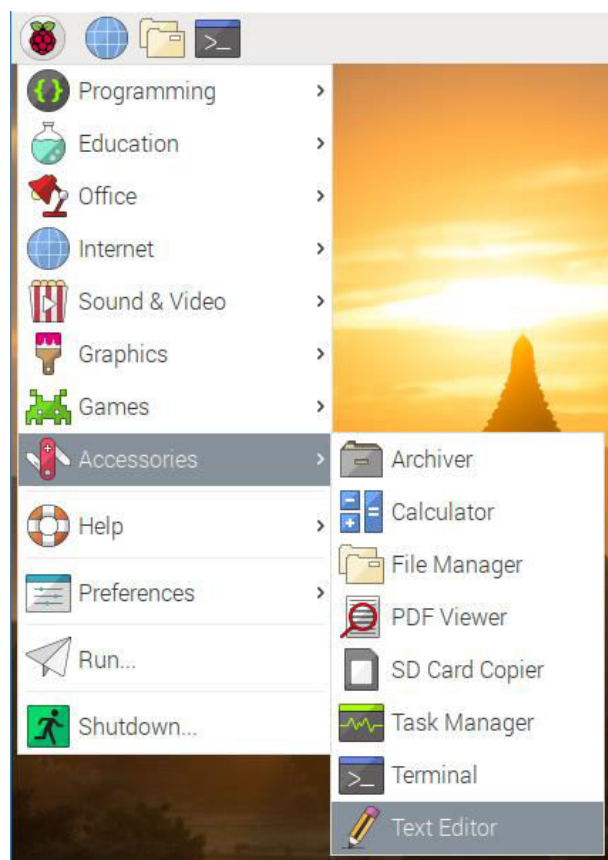 Programming
Education
Office
Internet
Sound & Video
Graphics
Games
Accessories
Help
Preferences
Run...
Shutdown...
Archiver
Calculator
File Manager
PDF Viewer
SD Card Copier
Task Manager
Terminal
Text Editor